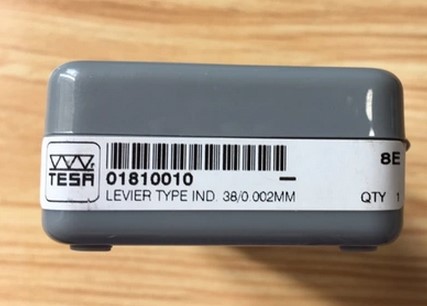 8E
TESA
01810010 –
LEVIER TYPE IND. 38/0.002MM
QTY 1